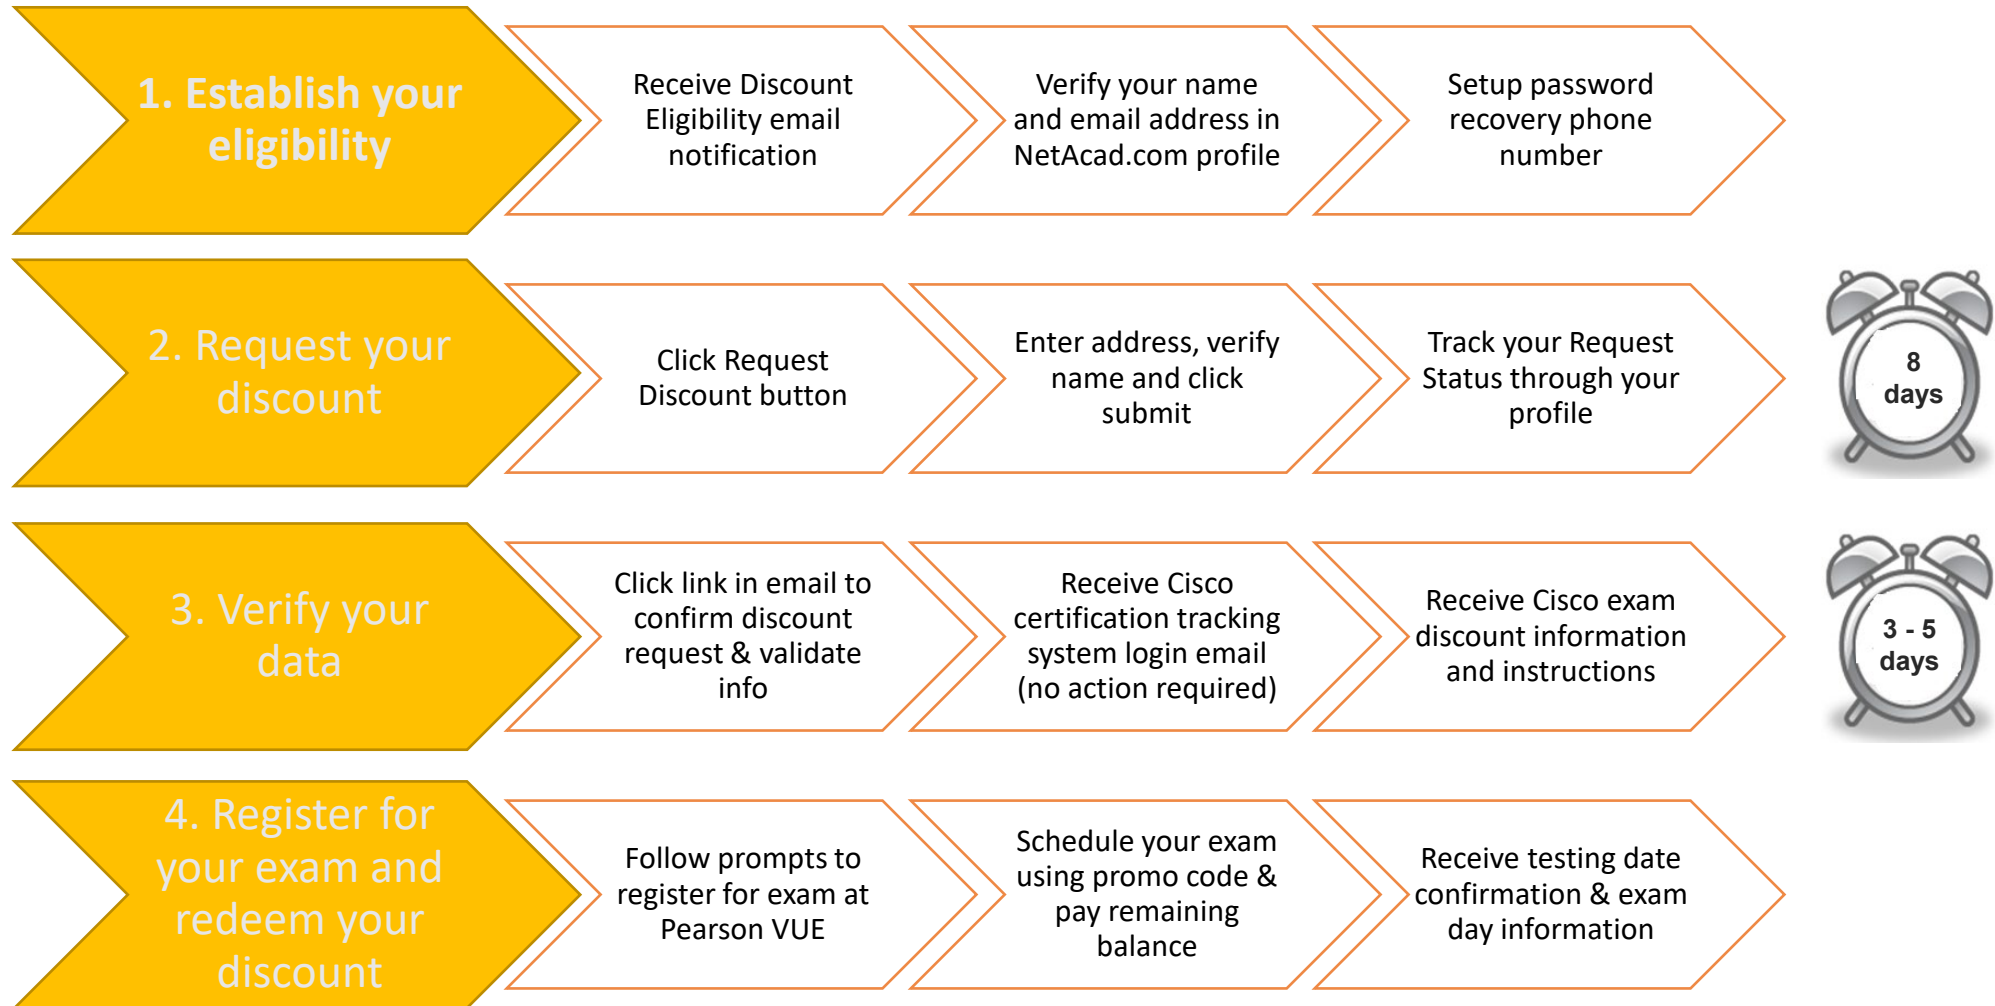 1. Establish your
eligibility
Receive Discount
Eligibility email
notification
Verify your name
and email address in
NetAcad.com profile
Setup password
recovery phone
number
2. Request your
discount
Click Request
Discount button
Enter address, verify
name and click
submit
Track your Request
Status through your
profile
8
days
3. Verify your
data
Click link in email to
confirm discount
request & validate
info
Receive Cisco
certification tracking
system login email
(no action required)
Receive Cisco exam
discount information
and instructions
3 - 5
days
4. Register for
your exam and
redeem your
discount
Follow prompts to
register for exam at
Pearson VUE
Schedule your exam
using promo code &
pay remaining
balance
Receive testing date
confirmation & exam
day information